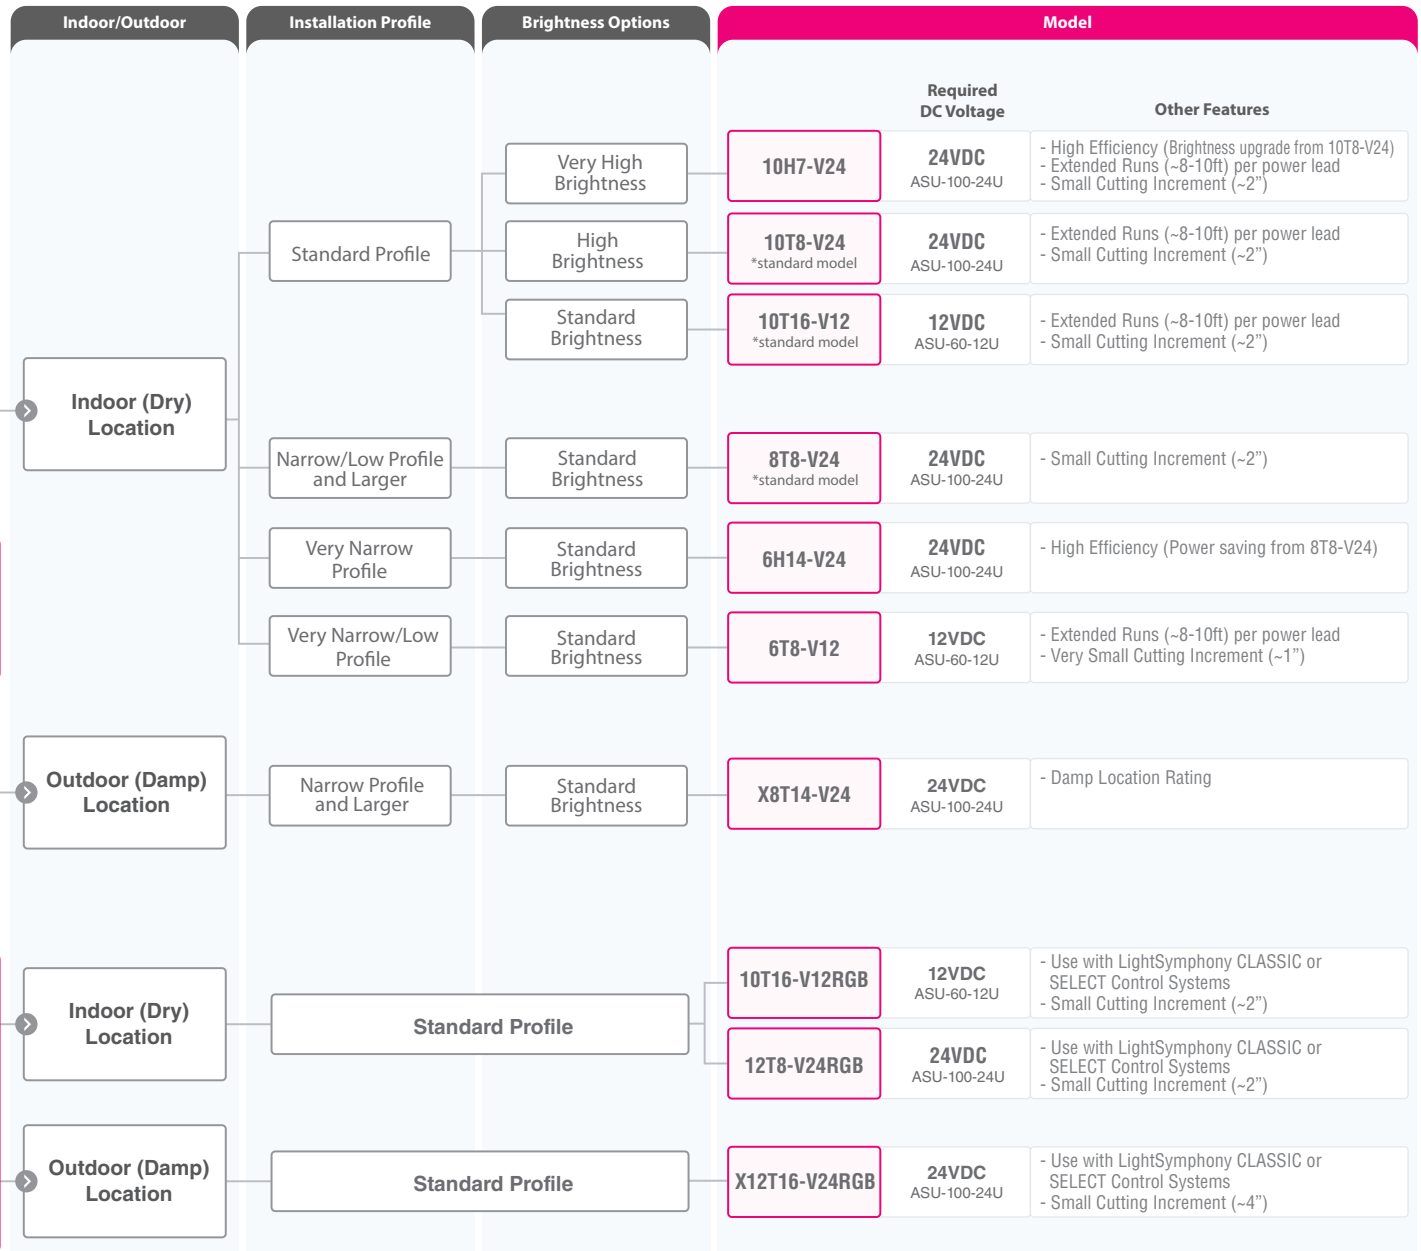 Indoor/Outdoor
Installation Profile
Brightness Options
Model
Required
DC Voltage
Other Features
Indoor (Dry)
Location
Standard Profile
Very High
Brightness
10H7-V24
24VDC
ASU-100-24U
- High Efficiency (Brightness upgrade from 10T8-V24)
- Extended Runs (~8-10ft) per power lead
- Small Cutting Increment (~2”)
High
Brightness
10T8-V24
*standard model
24VDC
ASU-100-24U
- Extended Runs (~8-10ft) per power lead
- Small Cutting Increment (~2”)
Standard
Brightness
10T16-V12
*standard model
12VDC
ASU-60-12U
- Extended Runs (~8-10ft) per power lead
- Small Cutting Increment (~2”)
Narrow/Low Profile
and Larger
Standard
Brightness
8T8-V24
*standard model
24VDC
ASU-100-24U
- Small Cutting Increment (~2”)
Very Narrow
Profile
Standard
Brightness
6H14-V24
24VDC
ASU-100-24U
- High Efficiency (Power saving from 8T8-V24)
Very Narrow/Low
Profile
Standard
Brightness
6T8-V12
12VDC
ASU-60-12U
- Extended Runs (~8-10ft) per power lead
- Very Small Cutting Increment (~1”)
Outdoor (Damp)
Location
Narrow Profile
and Larger
Standard
Brightness
X8T14-V24
24VDC
ASU-100-24U
- Damp Location Rating
Indoor (Dry)
Location
Standard Profile
10T16-V12RGB
12VDC
ASU-60-12U
- Use with LightSymphony CLASSIC or
SELECT Control Systems
- Small Cutting Increment (~2”)
12T8-V24RGB
24VDC
ASU-100-24U
- Use with LightSymphony CLASSIC or
SELECT Control Systems
- Small Cutting Increment (~2”)
Outdoor (Damp)
Location
Standard Profile
X12T16-V24RGB
24VDC
ASU-100-24U
- Use with LightSymphony CLASSIC or
SELECT Control Systems
- Small Cutting Increment (~4”)